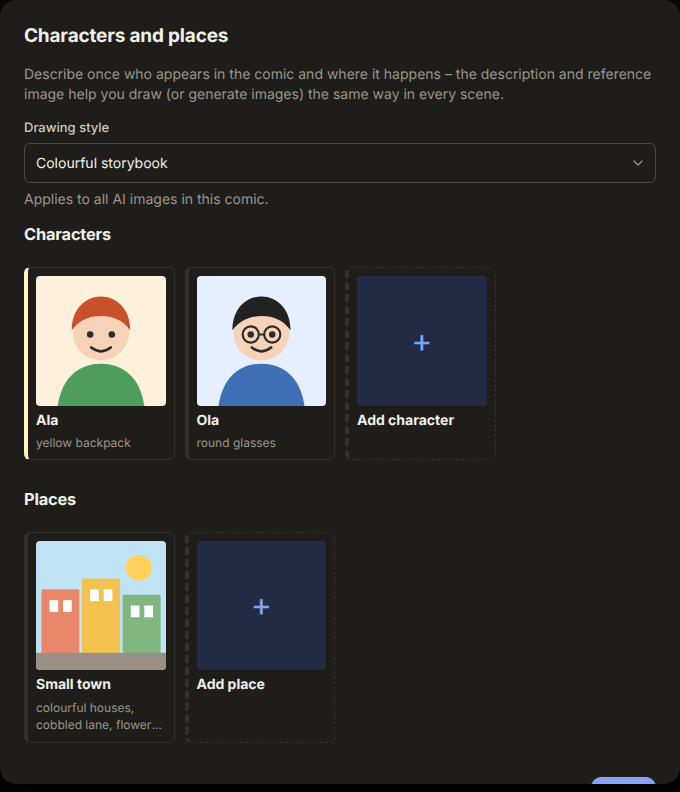 Characters and places
Describe once who appears in the comic and where it happens – the description and reference
image help you draw (or generate images) the same way in every scene.
Drawing style
Colourful storybook
Applies to all AI images in this comic.
Characters
Ala
yellow backpack
Ola
round glasses
+
Add character
Places
Small town
colourful houses,
cobbled lane, flower...
+
Add place